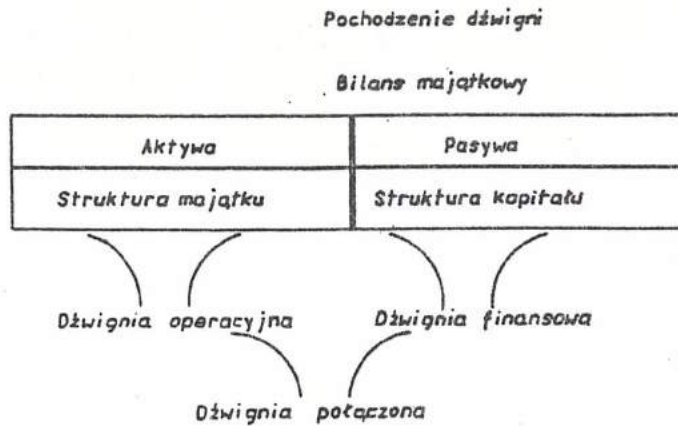 Pochodzenie dźwigni
Bilans majątkowy
Aktywa Pasywa
Struktura majątku Struktura kapitału
Dźwignia operacyjna Dźwignia finansowa
Dźwignia połączona